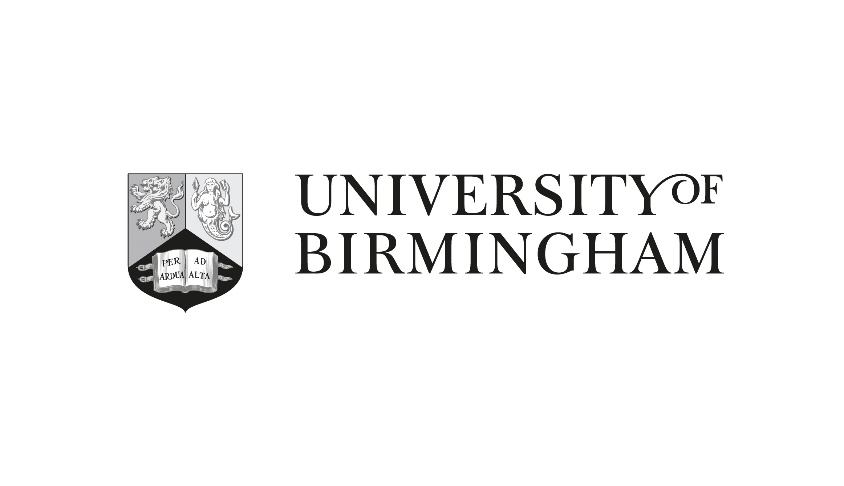 PER AD
ARDUA ALTA
UNIVERSITY OF
BIRMINGHAM